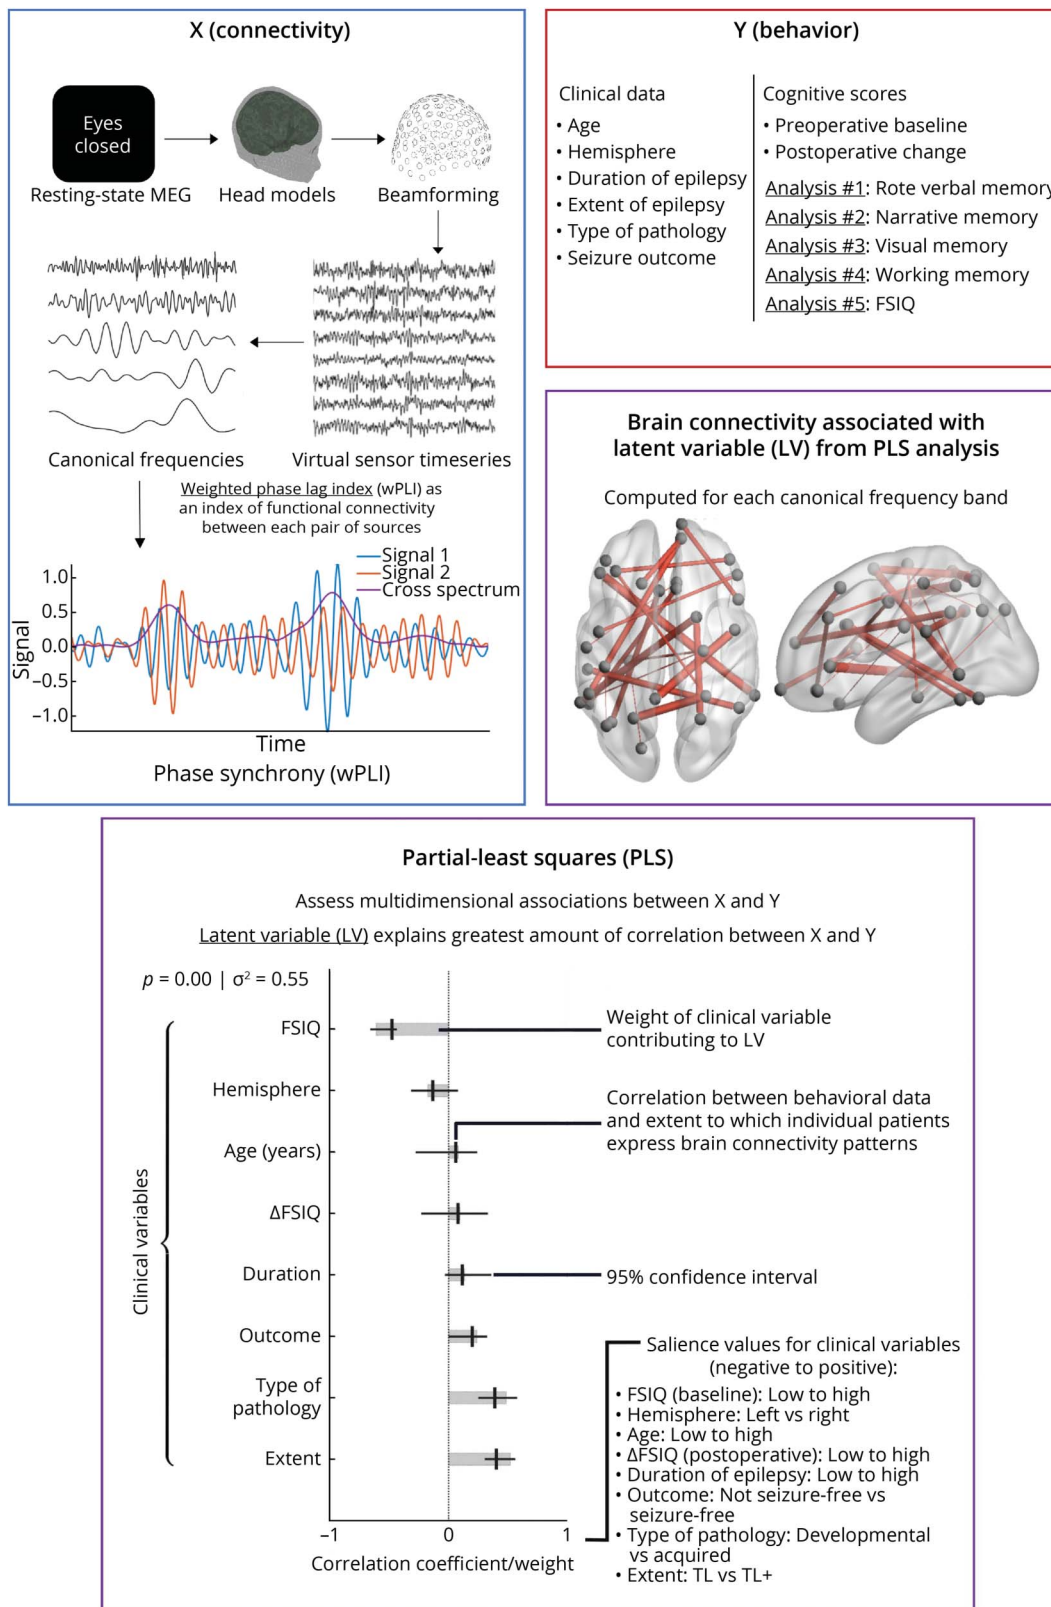 X (connectivity)
Eyes
closed
Resting-state MEG
Head models
Beamforming
Canonical frequencies
Virtual sensor timeseries
Weighted phase lag index (wPLI) as
an index of functional connectivity
between each pair of sources
Signal 1
Signal 2
Cross spectrum
1.0
0.5
0.0
−0.5
−1.0
Signal
Time
Phase synchrony (wPLI)
Y (behavior)
Clinical data
• Age
• Hemisphere
• Duration of epilepsy
• Extent of epilepsy
• Type of pathology
• Seizure outcome
Cognitive scores
• Preoperative baseline
• Postoperative change
Analysis #1: Rote verbal memory
Analysis #2: Narrative memory
Analysis #3: Visual memory
Analysis #4: Working memory
Analysis #5: FSIQ
Brain connectivity associated with
latent variable (LV) from PLS analysis
Computed for each canonical frequency band
Partial-least squares (PLS)
Assess multidimensional associations between X and Y
Latent variable (LV) explains greatest amount of correlation between X and Y
p = 0.00 | σ² = 0.55
Clinical variables
FSIQ
Hemisphere
Age (years)
ΔFSIQ
Duration
Outcome
Type of
pathology
Extent
−1
0
1
Correlation coefficient/weight
Weight of clinical variable
contributing to LV
Correlation between behavioral data
and extent to which individual patients
express brain connectivity patterns
95% confidence interval
Salience values for clinical variables
(negative to positive):
• FSIQ (baseline): Low to high
• Hemisphere: Left vs right
• Age: Low to high
• ΔFSIQ (postoperative): Low to high
• Duration of epilepsy: Low to high
• Outcome: Not seizure-free vs
seizure-free
• Type of pathology: Developmental
vs acquired
• Extent: TL vs TL+